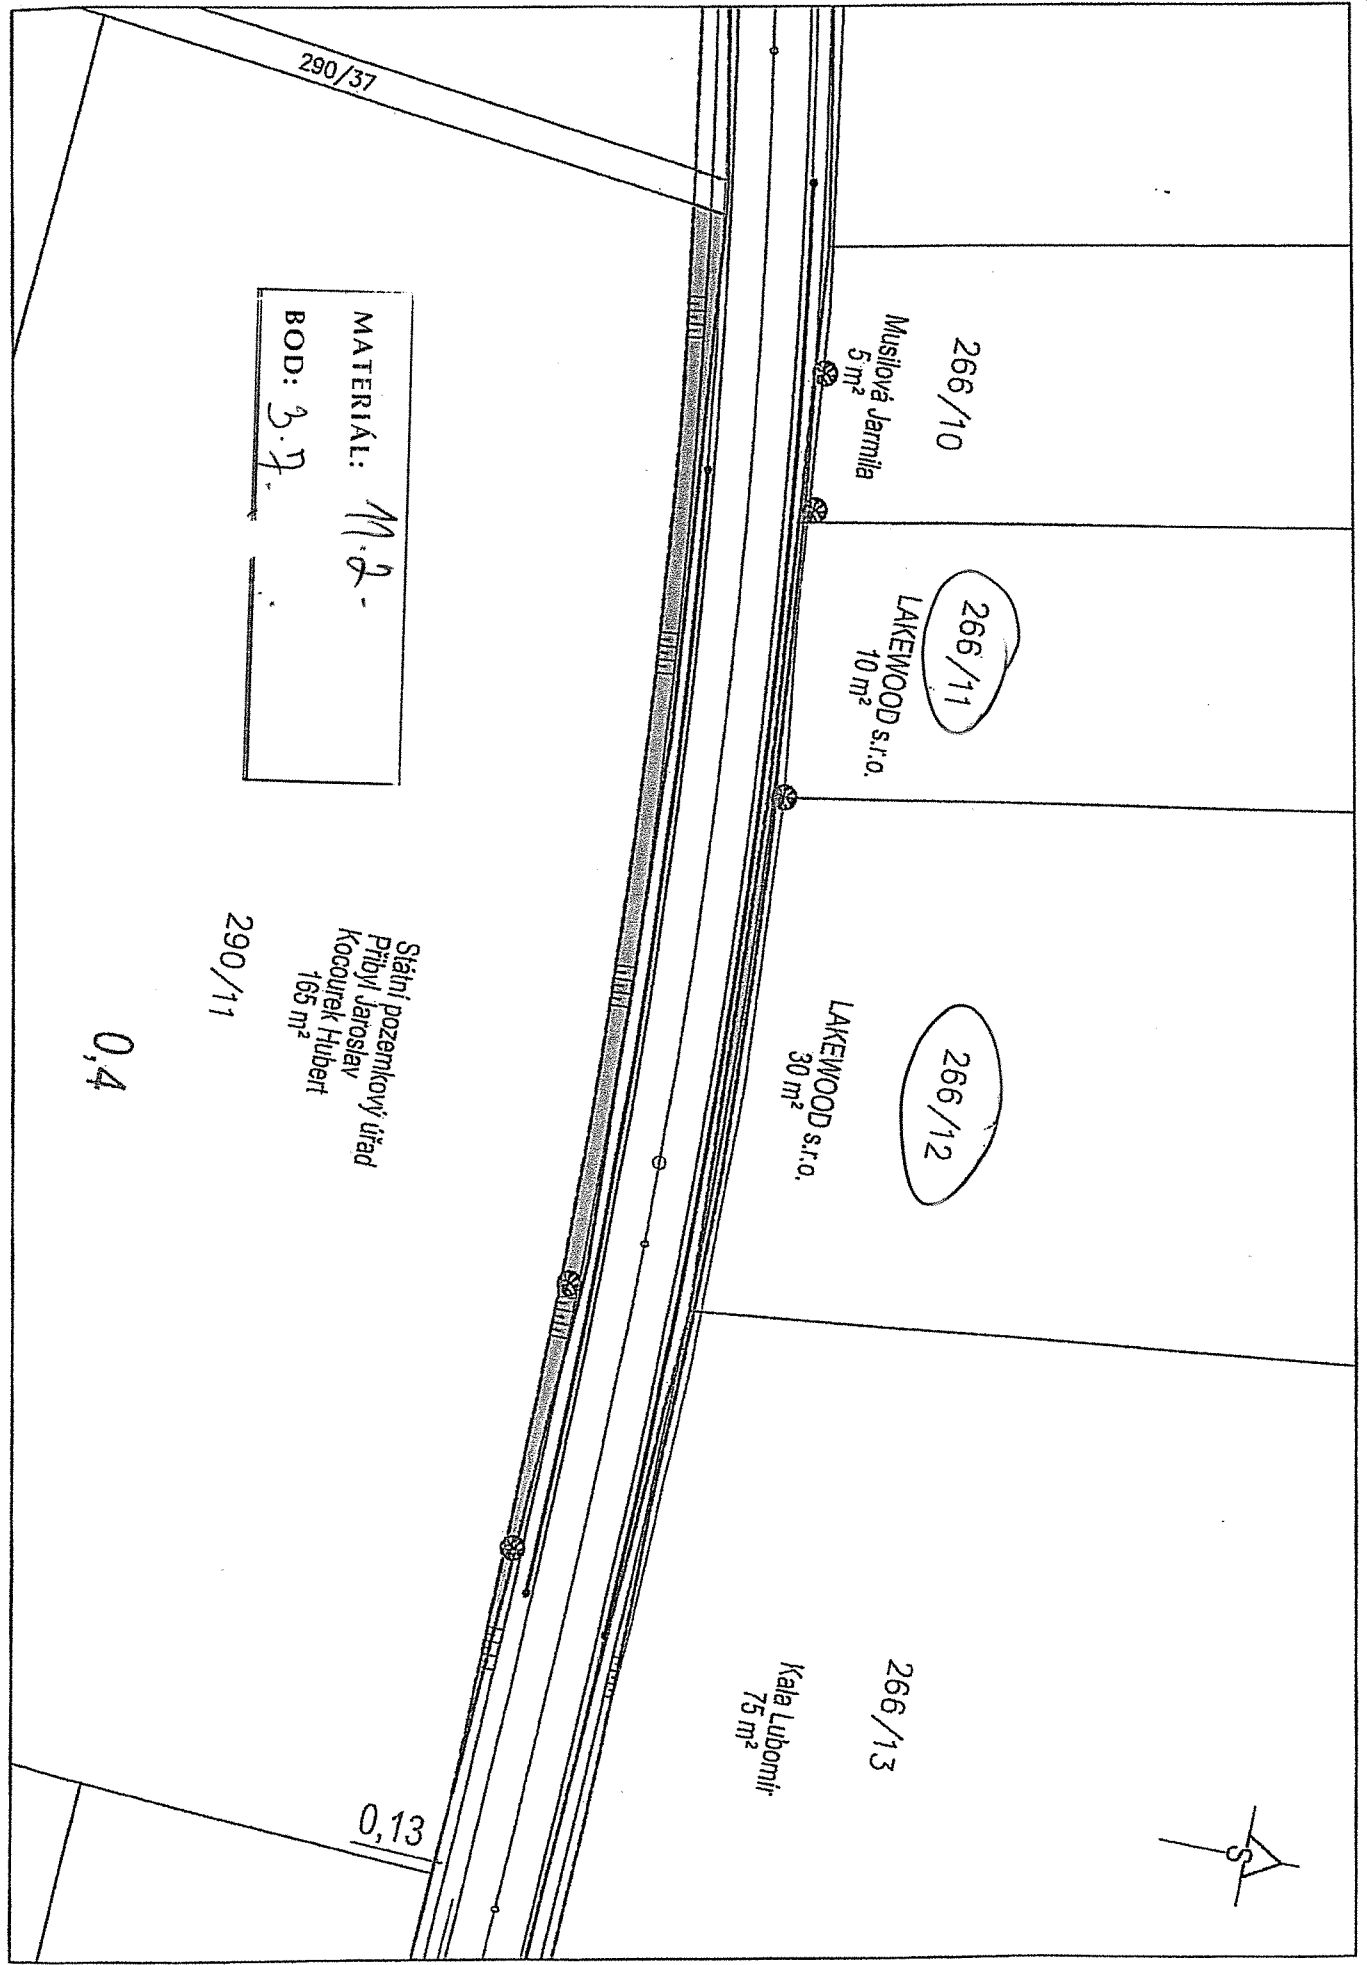 290/37
266/10
Musilová Jarmila
5 m²
266/11
LAKEWOOD s.r.o.
10 m²
MATERIÁL: 11.2.
BOD: 3.7.
266/12
LAKEWOOD s.r.o.
30 m²
Státní pozemkový úřad
Přibyl Jaroslav
Kocourek Hubert
165 m²
290/11
0,4
266/13
Kala Lubomír
75 m²
0,13
S